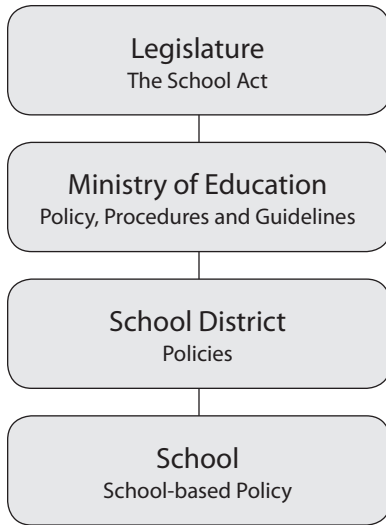 Legislature
The School Act
Ministry of Education
Policy, Procedures and Guidelines
School District
Policies
School
School-based Policy